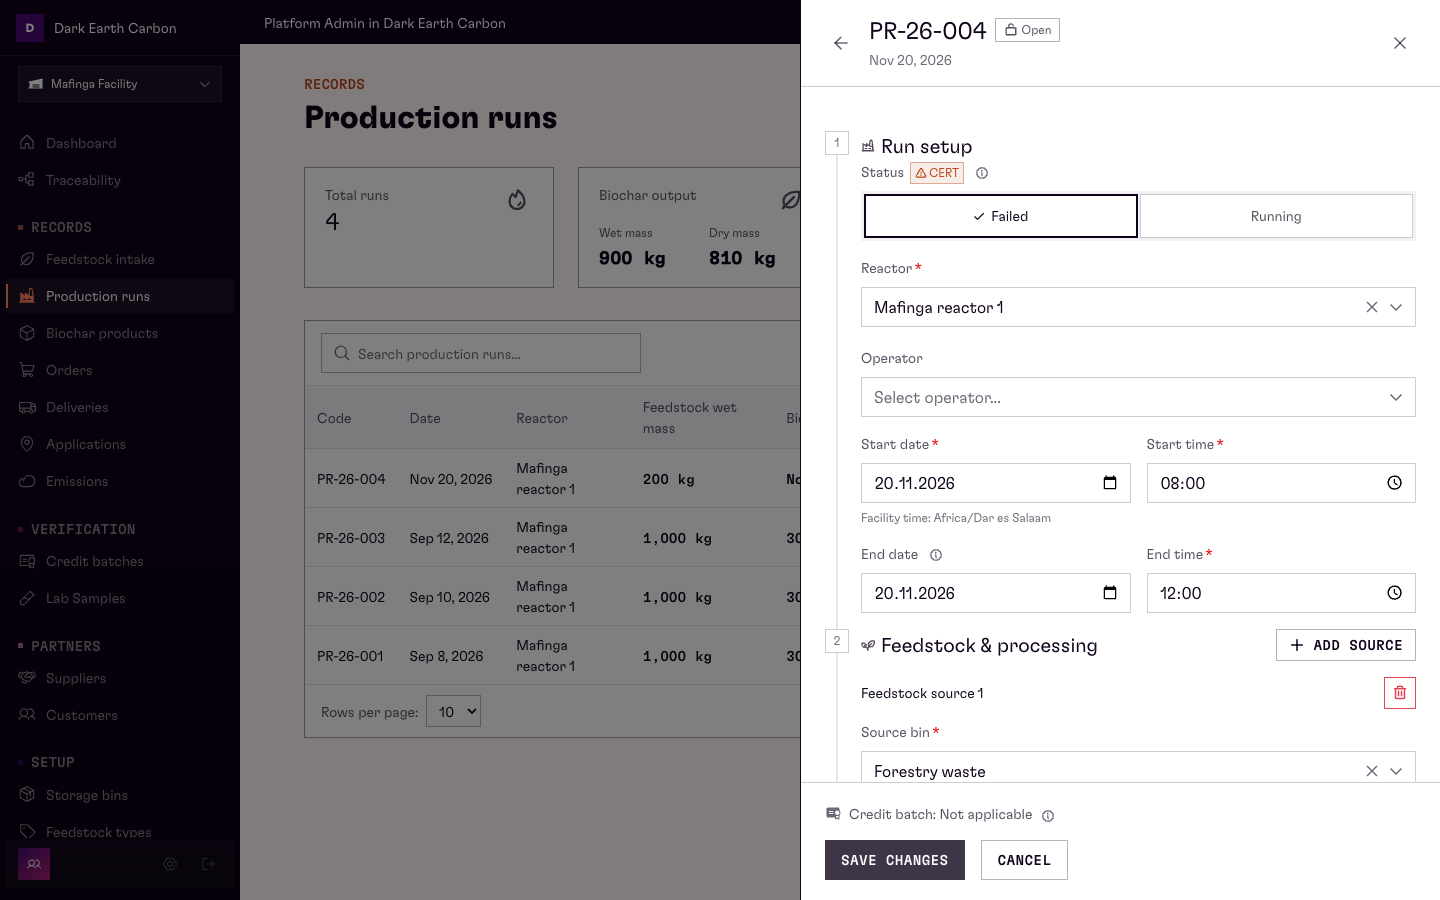 D Dark Earth Carbon
Mafinga Facility
Dashboard
Traceability
RECORDS
Feedstock intake
Production runs
Biochar products
Orders
Deliveries
Applications
Emissions
VERIFICATION
Credit batches
Lab Samples
PARTNERS
Suppliers
Customers
SETUP
Storage bins
Feedstock types
Platform Admin in Dark Earth Carbon
RECORDS
Production runs
Total runs
4
Biochar output
Wet mass Dry mass
900 kg 810 kg
Search production runs...
Code Date Reactor Feedstock wet mass
PR-26-004 Nov 20, 2026 Mafinga reactor 1 200 kg
PR-26-003 Sep 12, 2026 Mafinga reactor 1 1,000 kg
PR-26-002 Sep 10, 2026 Mafinga reactor 1 1,000 kg
PR-26-001 Sep 8, 2026 Mafinga reactor 1 1,000 kg
Rows per page: 10
PR-26-004 Open
Nov 20, 2026
1 Run setup
Status CERT
Failed Running
Reactor*
Mafinga reactor 1
Operator
Select operator...
Start date* Start time*
20.11.2026 08:00
Facility time: Africa/Dar es Salaam
End date End time*
20.11.2026 12:00
2 Feedstock & processing ADD SOURCE
Feedstock source 1
Source bin*
Forestry waste
Credit batch: Not applicable
SAVE CHANGES CANCEL